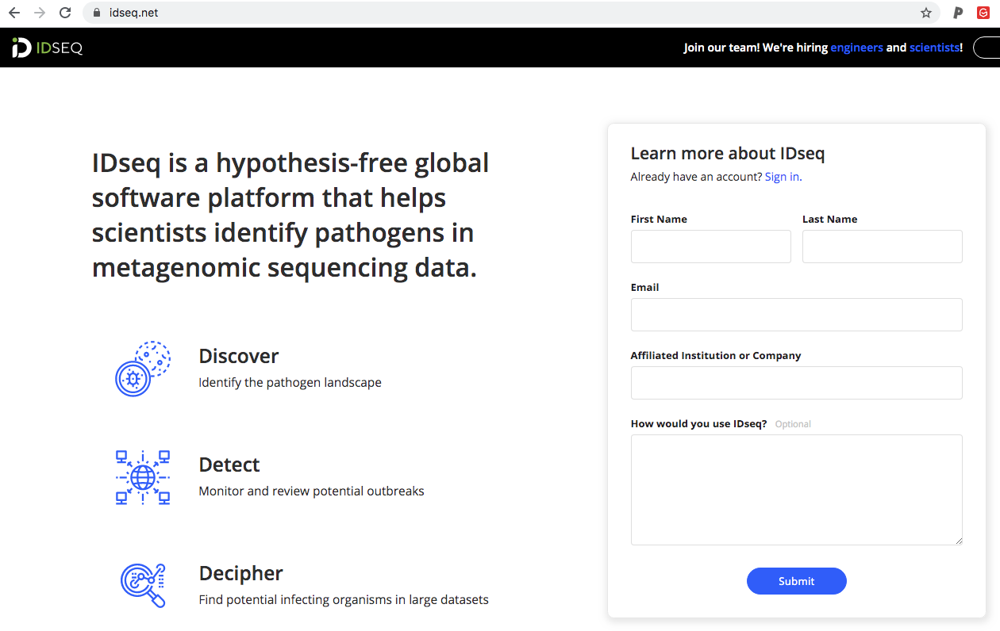 idseq.net
IDSEQ
Join our team! We're hiring engineers and scientists!
IDseq is a hypothesis-free global
software platform that helps
scientists identify pathogens in
metagenomic sequencing data.
Discover
Identify the pathogen landscape
Detect
Monitor and review potential outbreaks
Decipher
Find potential infecting organisms in large datasets
Learn more about IDseq
Already have an account? Sign in.
First Name Last Name
Email
Affiliated Institution or Company
How would you use IDseq? Optional
Submit